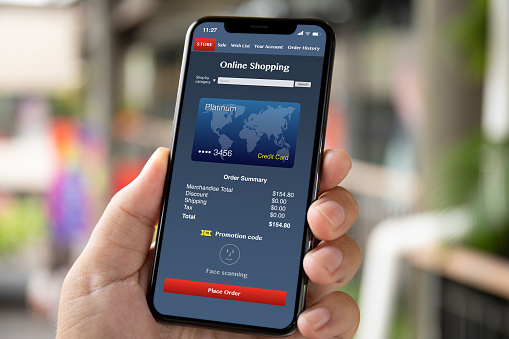 11:27
STORE Sale Wish List Your Account Order History
Online Shopping
Shop by category Search... Search
Platinum
•••• 3456
Credit Card
Order Summary
Merchandise Total $154.80
Discount $0.00
Shipping $0.00
Tax $0.00
Total $154.80
Promotion code
Face scanning
Place Order